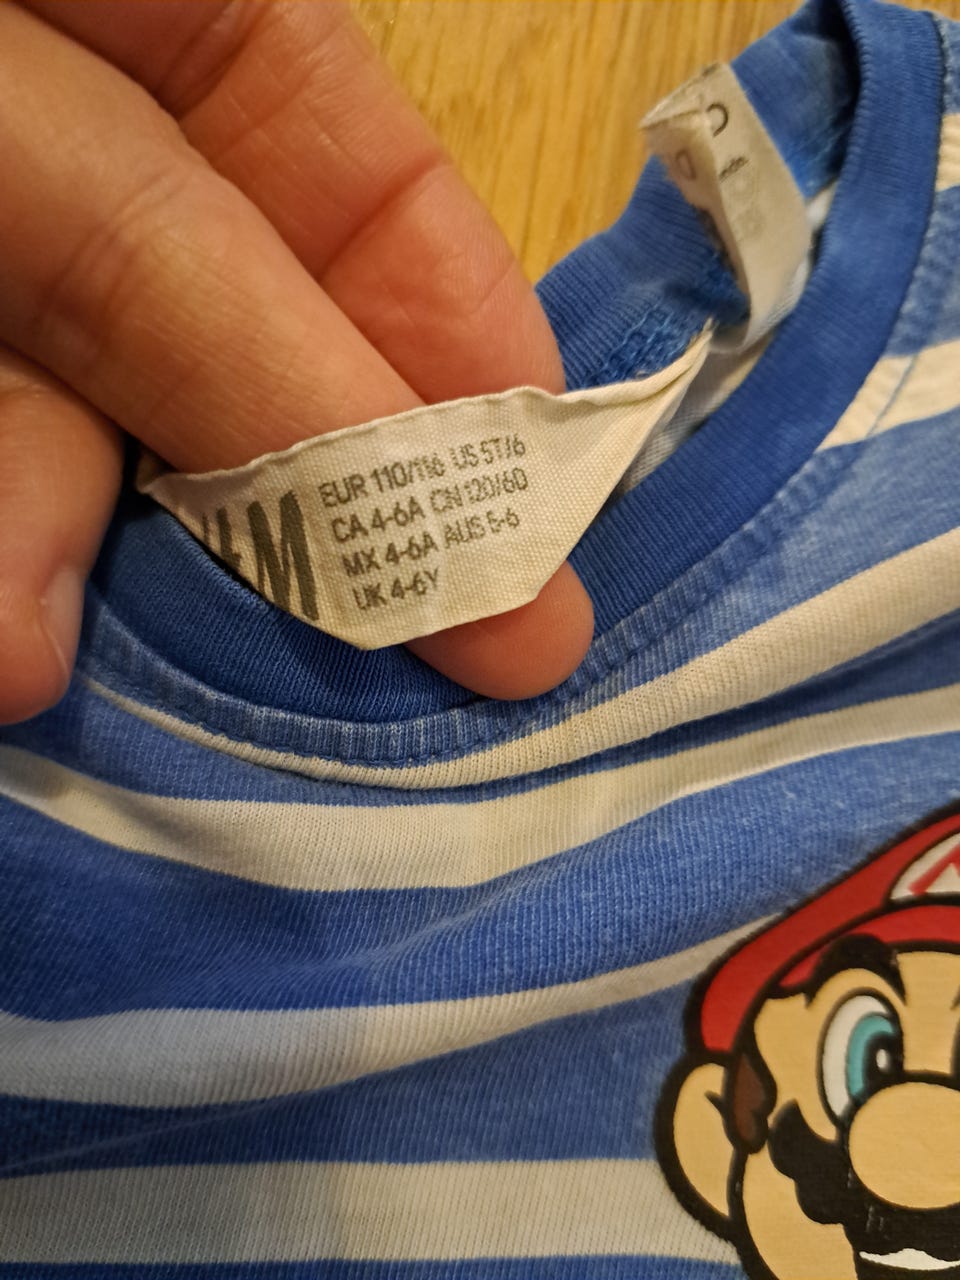 H&M
EUR 110/116 US 5T/6
CA 4-6A CN 120/60
MX 4-6A AUS 5-6
UK 4-6Y
M